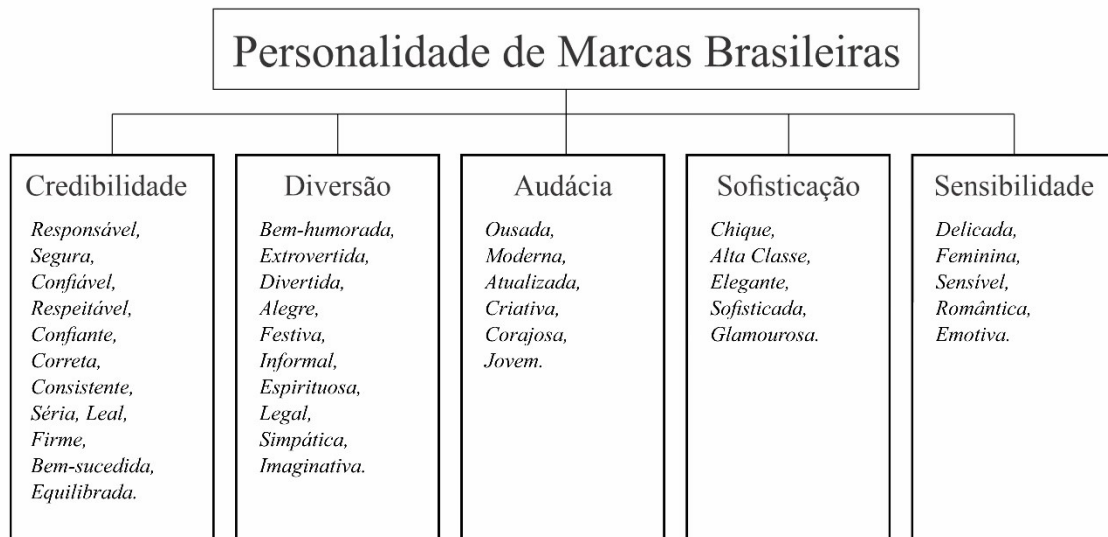 Personalidade de Marcas Brasileiras
Credibilidade
Responsável,
Segura,
Confiável,
Respeitável,
Confiante,
Correta,
Consistente,
Séria, Leal,
Firme,
Bem-sucedida,
Equilibrada.
Diversão
Bem-humorada,
Extrovertida,
Divertida,
Alegre,
Festiva,
Informal,
Espirituosa,
Legal,
Simpática,
Imaginativa.
Audácia
Ousada,
Moderna,
Atualizada,
Criativa,
Corajosa,
Jovem.
Sofisticação
Chique,
Alta Classe,
Elegante,
Sofisticada,
Glamourosa.
Sensibilidade
Delicada,
Feminina,
Sensível,
Romântica,
Emotiva.